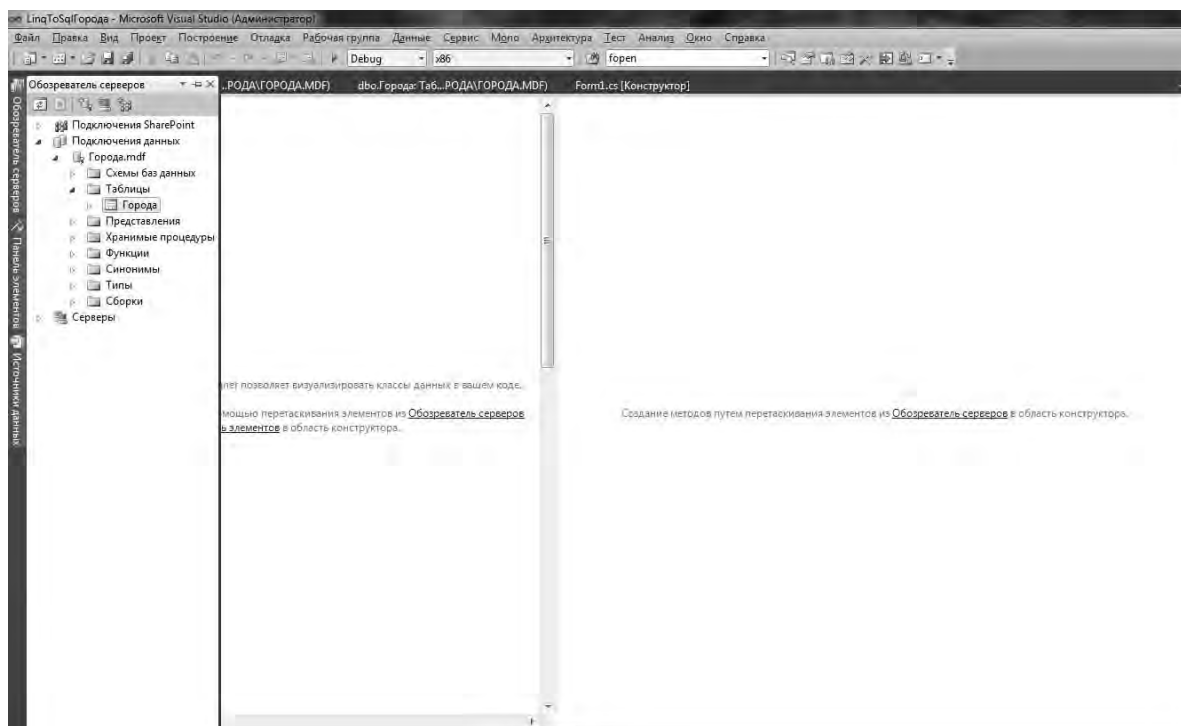 LinqToSqlГорода - Microsoft Visual Studio (Администратор)
Файл Правка Вид Проект Построение Отладка Рабочая группа Данные Сервис Mono Архитектура Тест Анализ Окно Справка
Debug x86 fopen
Обозреватель серверов
..РОДА\ГОРОДА.MDF) dbo.Города: Таб...РОДА\ГОРОДА.MDF) Form1.cs [Конструктор]
Подключения SharePoint
Подключения данных
Города.mdf
Схемы баз данных
Таблицы
Города
Представления
Хранимые процедуры
Функции
Синонимы
Типы
Сборки
Серверы
Обозреватель серверов
Панель элементов
Источники данных
позволяет визуализировать классы данных в вашем коде.
мощью перетаскивания элементов из Обозреватель серверов
ь элементов в область конструктора.
Создание методов путем перетаскивания элементов из Обозреватель серверов в область конструктора.